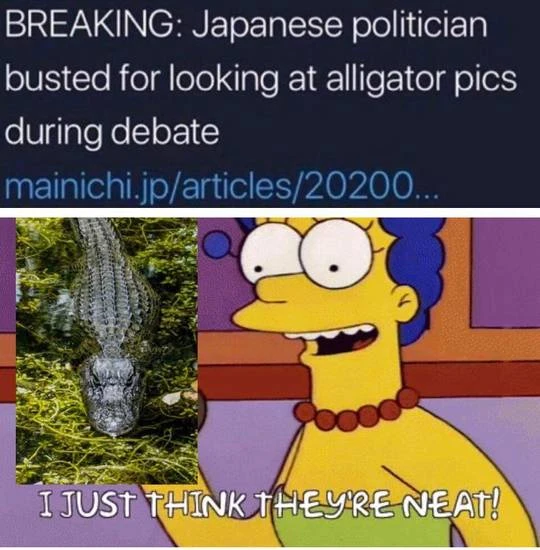 BREAKING: Japanese politician
busted for looking at alligator pics
during debate
mainichi.jp/articles/20200...
I JUST THINK THEY'RE NEAT!